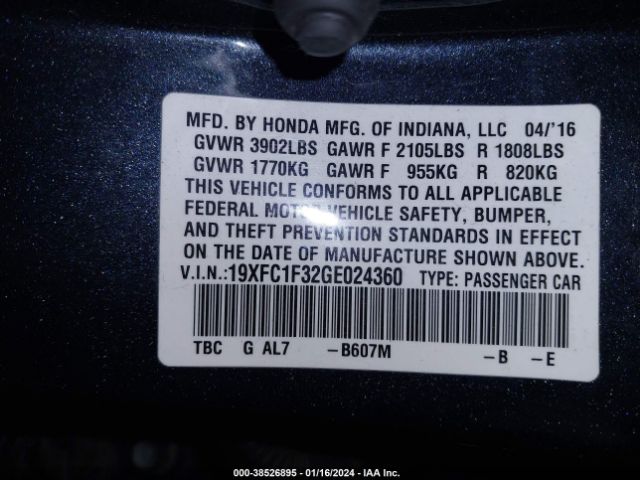 MFD. BY HONDA MFG. OF INDIANA, LLC 04/'16
GVWR 3902LBS GAWR F 2105LBS R 1808LBS
GVWR 1770KG GAWR F 955KG R 820KG
THIS VEHICLE CONFORMS TO ALL APPLICABLE
FEDERAL MOTOR VEHICLE SAFETY, BUMPER,
AND THEFT PREVENTION STANDARDS IN EFFECT
ON THE DATE OF MANUFACTURE SHOWN ABOVE.
V.I.N.:19XFC1F32GE024360 TYPE: PASSENGER CAR
TBC G AL7 -B607M -B -E
000-38526895 - 01/16/2024 - IAA Inc.